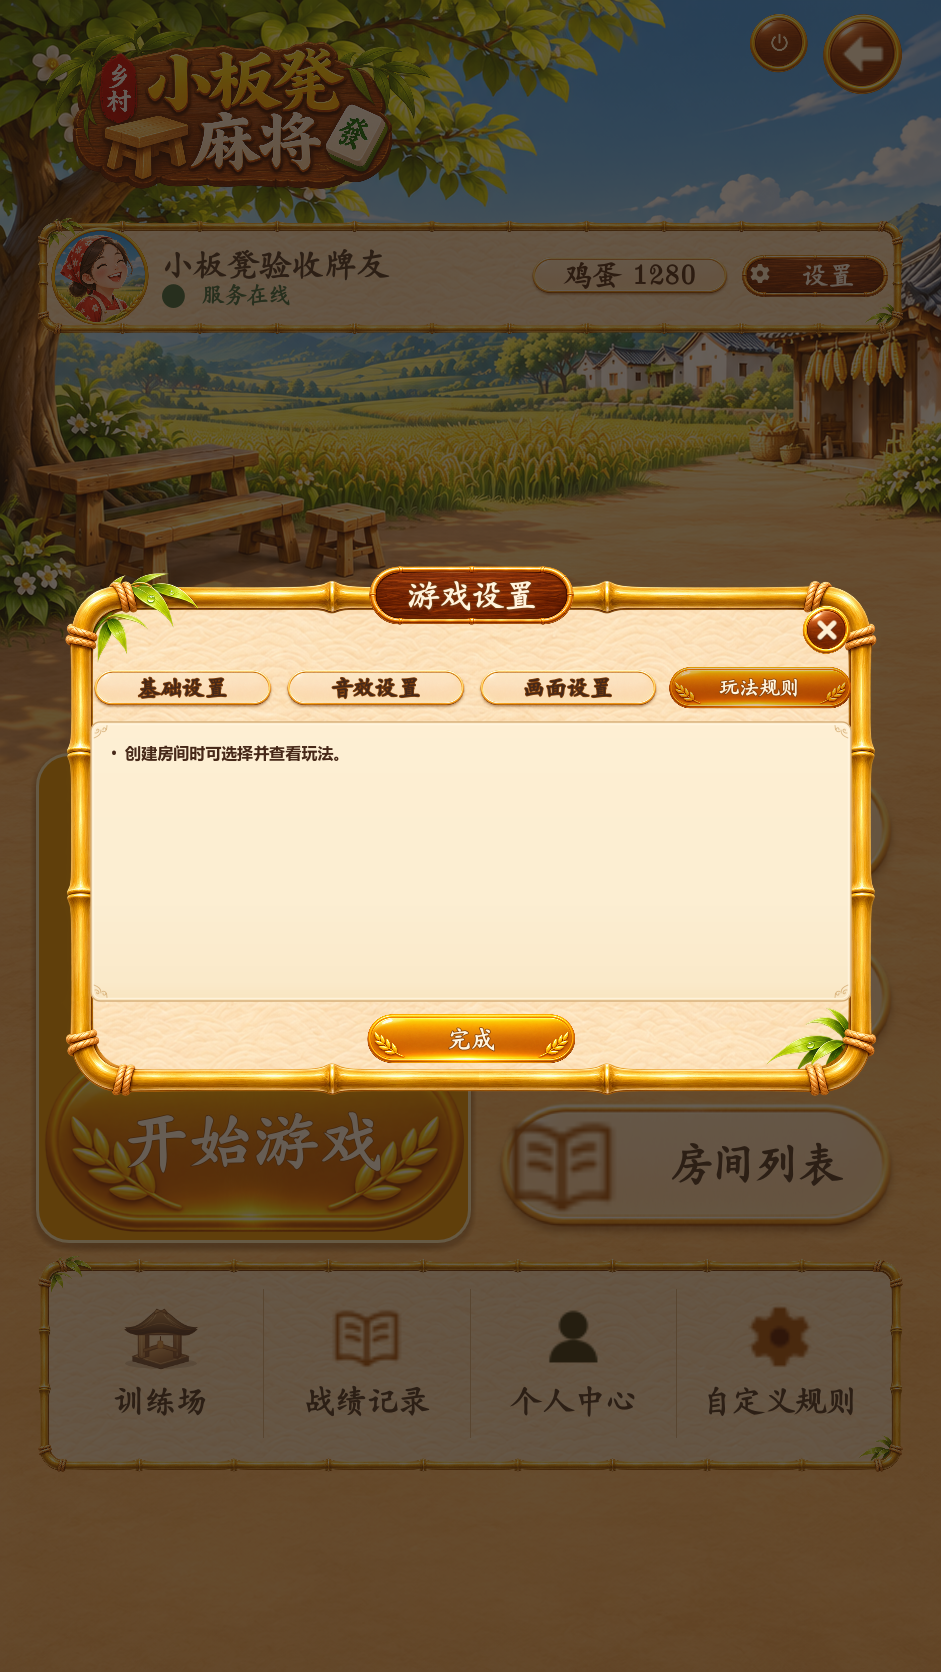 乡村
小板凳
麻将
發
小板凳验收牌友
服务在线
鸡蛋 1280
设置
游戏设置
基础设置
音效设置
画面设置
玩法规则
• 创建房间时可选择并查看玩法。
完成
开始游戏
房间列表
训练场
战绩记录
个人中心
自定义规则